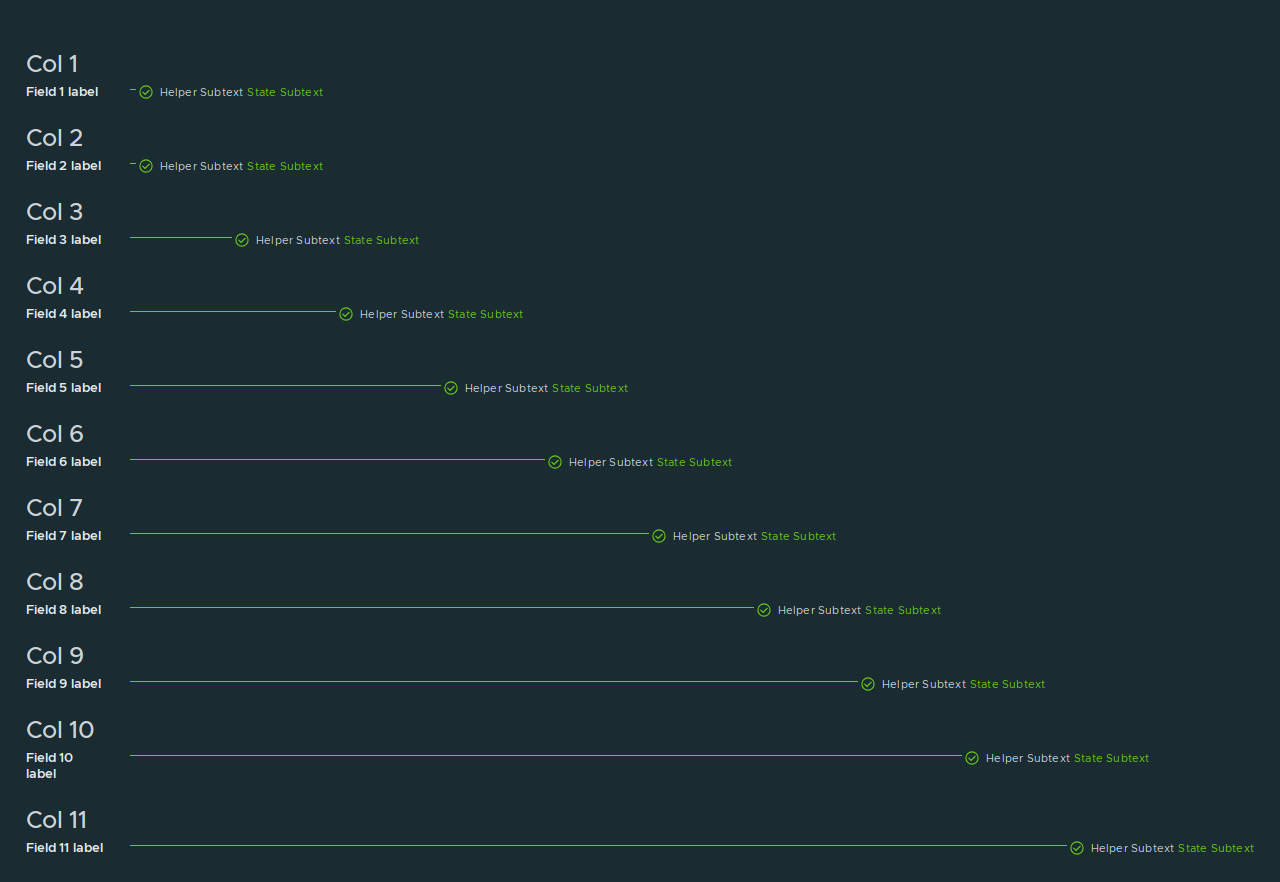 Col 1
Field 1 label Helper Subtext State Subtext
Col 2
Field 2 label Helper Subtext State Subtext
Col 3
Field 3 label Helper Subtext State Subtext
Col 4
Field 4 label Helper Subtext State Subtext
Col 5
Field 5 label Helper Subtext State Subtext
Col 6
Field 6 label Helper Subtext State Subtext
Col 7
Field 7 label Helper Subtext State Subtext
Col 8
Field 8 label Helper Subtext State Subtext
Col 9
Field 9 label Helper Subtext State Subtext
Col 10
Field 10 Helper Subtext State Subtext
label
Col 11
Field 11 label Helper Subtext State Subtext